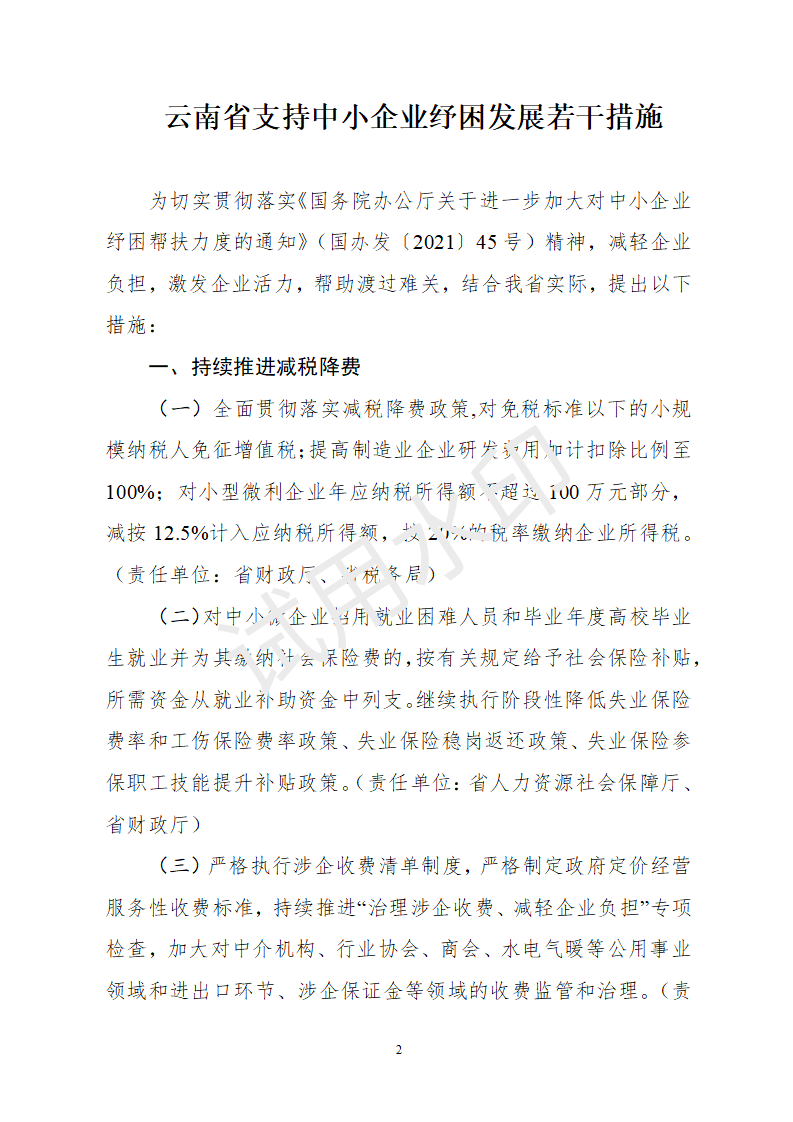 云南省支持中小企业纾困发展若干措施
为切实贯彻落实《国务院办公厅关于进一步加大对中小企业
纾困帮扶力度的通知》（国办发〔2021〕45 号）精神，减轻企业
负担，激发企业活力，帮助渡过难关，结合我省实际，提出以下
措施：
一、持续推进减税降费
（一）全面贯彻落实减税降费政策,对免税标准以下的小规
模纳税人免征增值税;提高制造业企业研发费用加计扣除比例至
100%；对小型微利企业年应纳税所得额不超过 100 万元部分，
减按 12.5%计入应纳税所得额，按 20%的税率缴纳企业所得税。
（责任单位：省财政厅、省税务局）
（二）对中小微企业招用就业困难人员和毕业年度高校毕业
生就业并为其缴纳社会保险费的,按有关规定给予社会保险补贴,
所需资金从就业补助资金中列支。继续执行阶段性降低失业保险
费率和工伤保险费率政策、失业保险稳岗返还政策、失业保险参
保职工技能提升补贴政策。（责任单位：省人力资源社会保障厅、
省财政厅）
（三）严格执行涉企收费清单制度，严格制定政府定价经营
服务性收费标准，持续推进“治理涉企收费、减轻企业负担”专项
检查，加大对中介机构、行业协会、商会、水电气暖等公用事业
领域和进出口环节、涉企保证金等领域的收费监管和治理。（责
2
试用水印